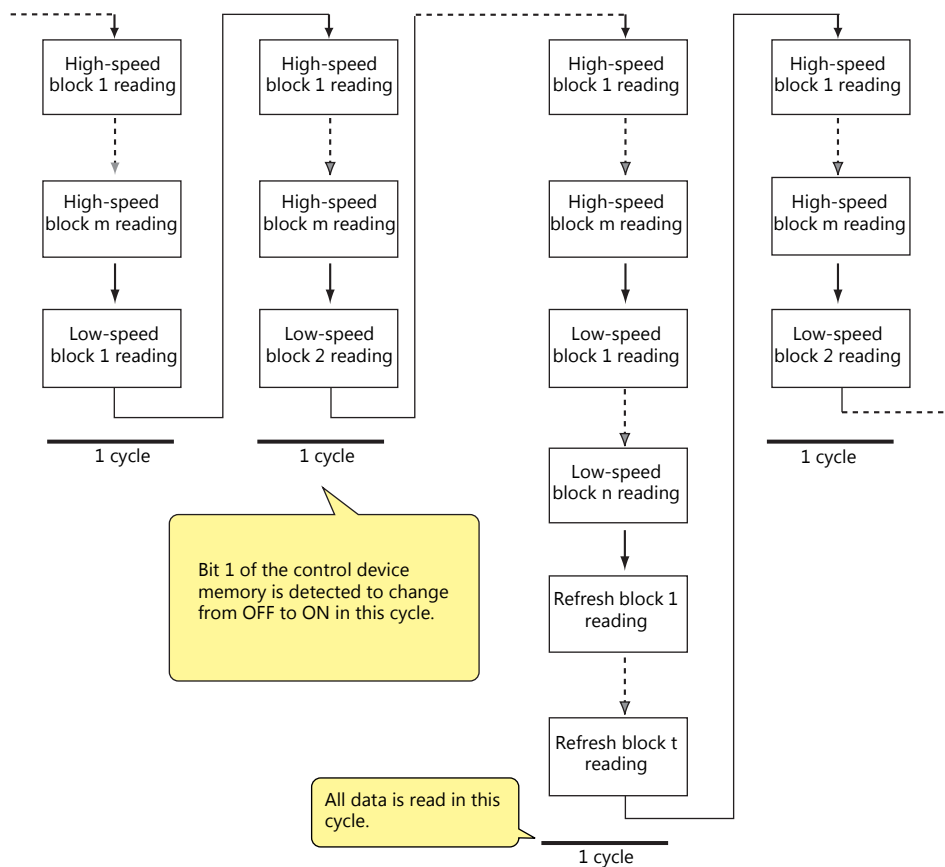 High-speed
block 1 reading
High-speed
block m reading
Low-speed
block 1 reading
1 cycle
High-speed
block 1 reading
High-speed
block m reading
Low-speed
block 2 reading
1 cycle
Bit 1 of the control device
memory is detected to change
from OFF to ON in this cycle.
High-speed
block 1 reading
High-speed
block m reading
Low-speed
block 1 reading
Low-speed
block n reading
Refresh block 1
reading
Refresh block t
reading
All data is read in this
cycle.
1 cycle
High-speed
block 1 reading
High-speed
block m reading
Low-speed
block 2 reading
1 cycle